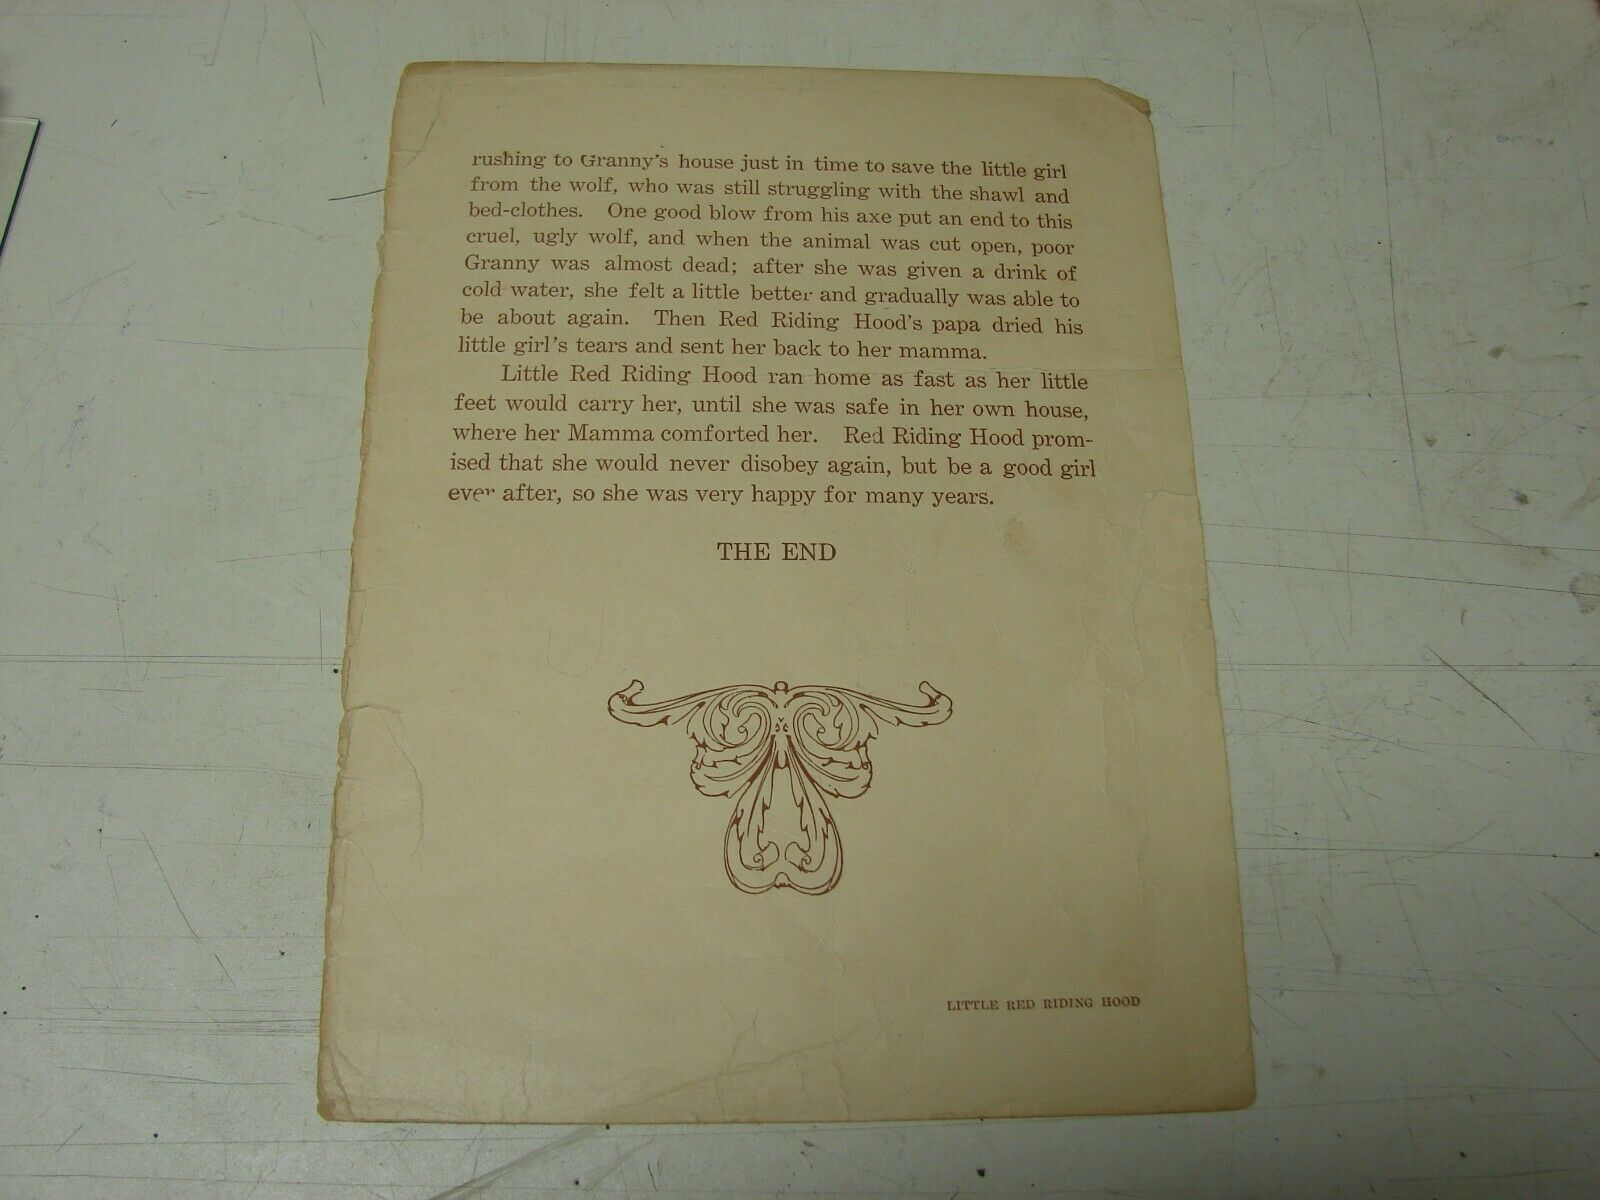 rushing to Granny's house just in time to save the little girl
from the wolf, who was still struggling with the shawl and
bed-clothes. One good blow from his axe put an end to this
cruel, ugly wolf, and when the animal was cut open, poor
Granny was almost dead; after she was given a drink of
cold water, she felt a little better and gradually was able to
be about again. Then Red Riding Hood's papa dried his
little girl's tears and sent her back to her mamma.
Little Red Riding Hood ran home as fast as her little
feet would carry her, until she was safe in her own house,
where her Mamma comforted her. Red Riding Hood prom-
ised that she would never disobey again, but be a good girl
ever after, so she was very happy for many years.
THE END
LITTLE RED RIDING HOOD